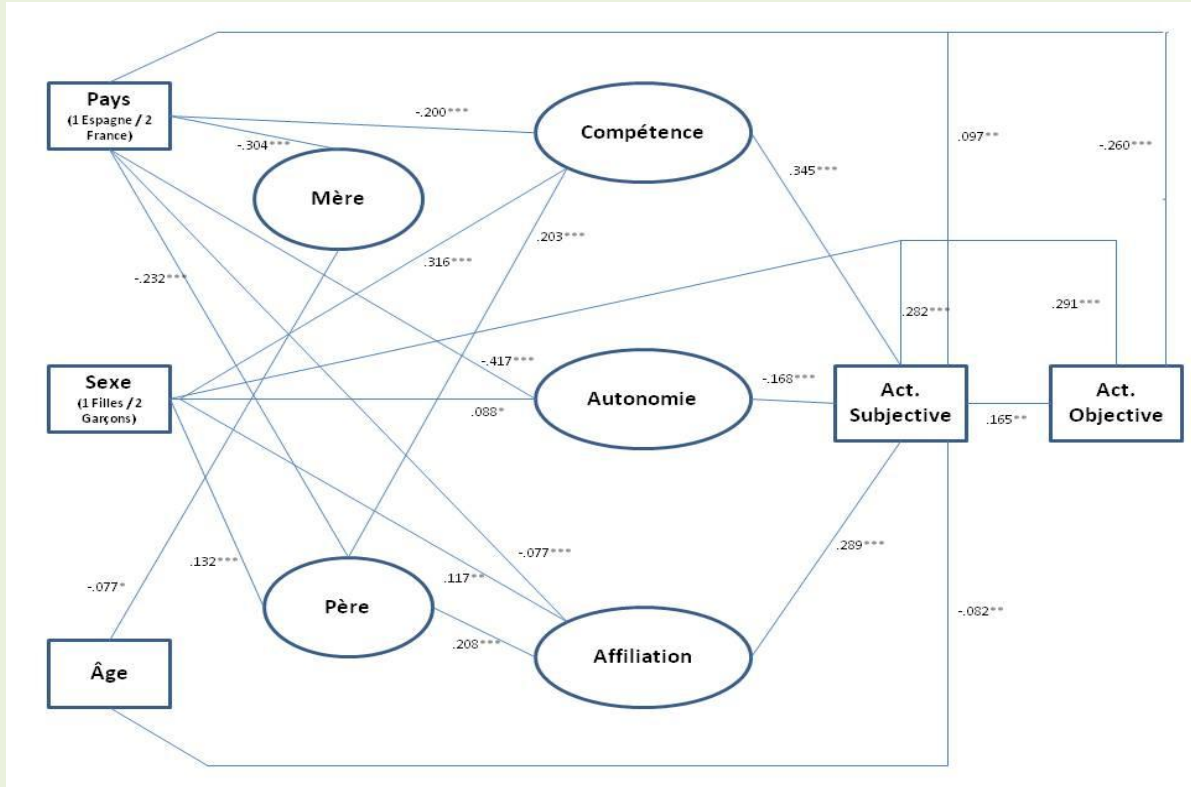 Pays
(1 Espagne / 2
France)
-.200***
Compétence
.097**
-.260***
-.304***
.345***
Mère
.203***
.316***
-.232***
.282***
.291***
-.417***
-.168***
Sexe
(1 Filles / 2
Garçons)
.088*
Autonomie
Act.
Subjective
.165**
Act.
Objective
-.077*
.132***
-.077***
.289***
.117**
Père
.208***
-.082**
Affiliation
Âge